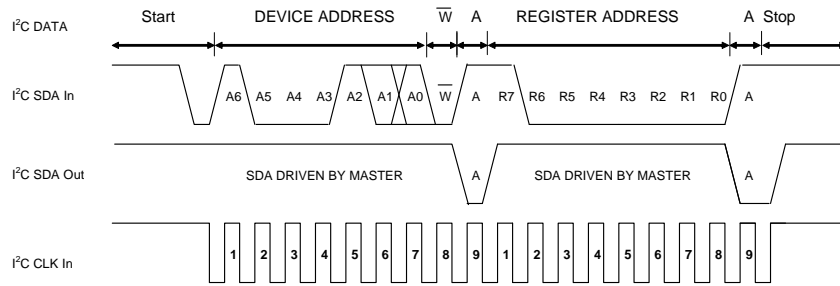 I²C DATA Start DEVICE ADDRESS W̅ A REGISTER ADDRESS A Stop
I²C SDA In A6 A5 A4 A3 A2 A1 A0 W̅ A R7 R6 R5 R4 R3 R2 R1 R0 A
I²C SDA Out SDA DRIVEN BY MASTER A SDA DRIVEN BY MASTER A
I²C CLK In 1 2 3 4 5 6 7 8 9 1 2 3 4 5 6 7 8 9